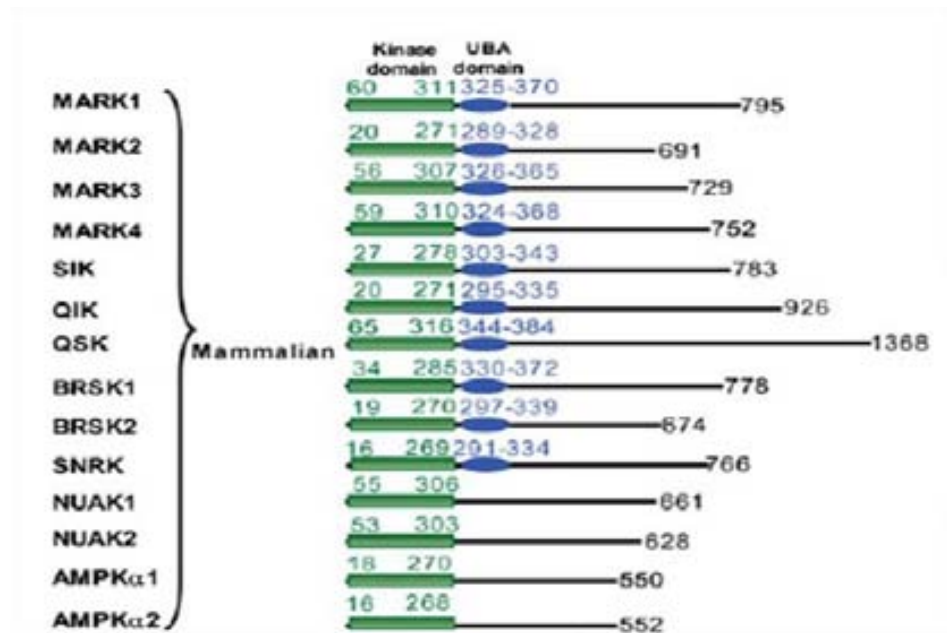 Kinase UBA
domain domain
MARK1 60 311 325-370 795
MARK2 20 271 289-328 691
MARK3 56 307 326-365 729
MARK4 59 310 324-368 752
SIK 27 278 303-343 783
QIK 20 271 295-335 926
QSK 65 316 344-384 1368
Mammalian
BRSK1 34 285 330-372 778
BRSK2 19 270 297-339 674
SNRK 16 269 291-334 766
NUAK1 55 306 661
NUAK2 53 303 628
AMPKα1 18 270 550
AMPKα2 16 268 552